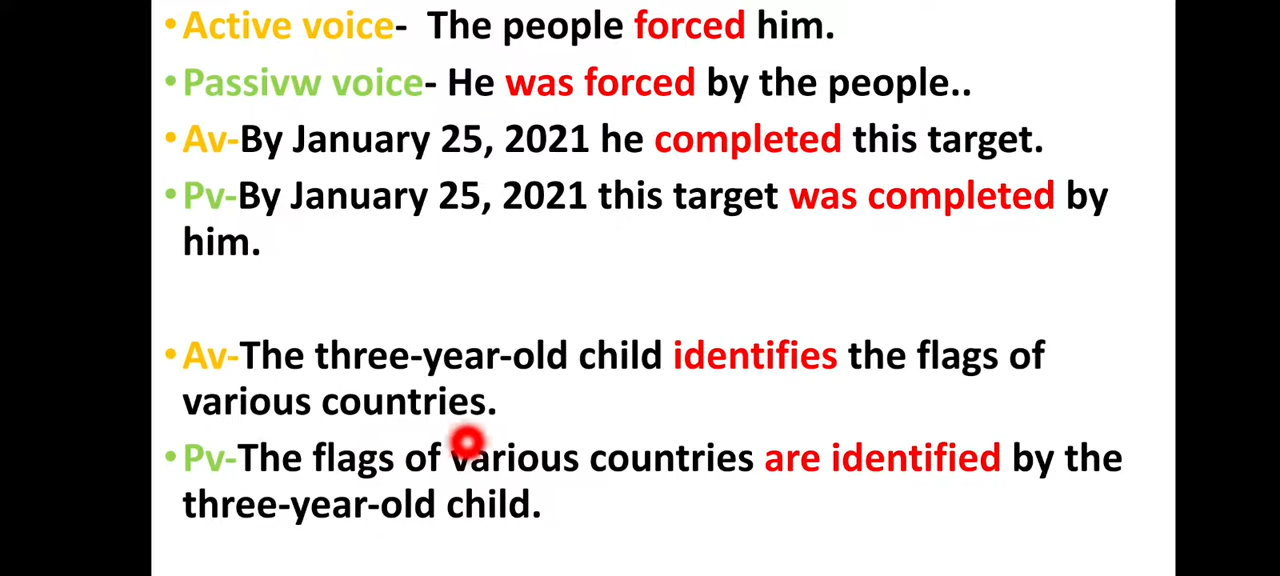 •Active voice- The people forced him.
•Passivw voice- He was forced by the people..
•Av-By January 25, 2021 he completed this target.
•Pv-By January 25, 2021 this target was completed by
him.
•Av-The three-year-old child identifies the flags of
various countries.
•Pv-The flags of various countries are identified by the
three-year-old child.